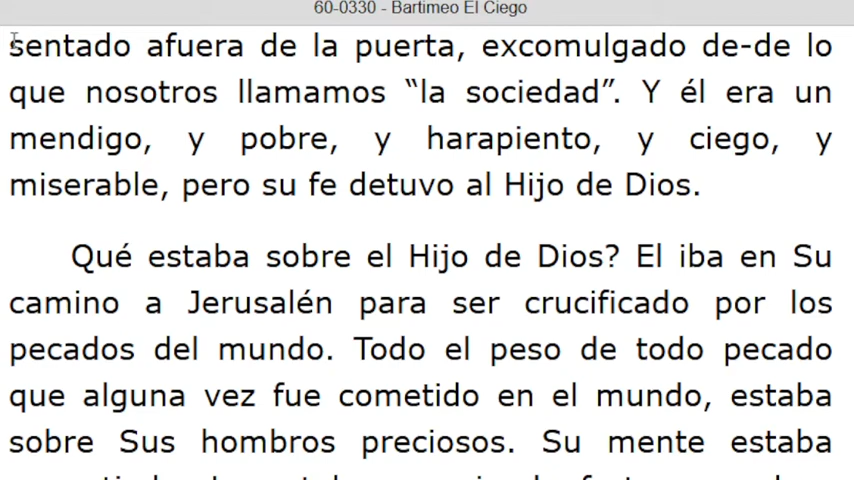 60-0330 - Bartimeo El Ciego
sentado afuera de la puerta, excomulgado de-de lo
que nosotros llamamos “la sociedad”. Y él era un
mendigo, y pobre, y harapiento, y ciego, y
miserable, pero su fe detuvo al Hijo de Dios.
Qué estaba sobre el Hijo de Dios? El iba en Su
camino a Jerusalén para ser crucificado por los
pecados del mundo. Todo el peso de todo pecado
que alguna vez fue cometido en el mundo, estaba
sobre Sus hombros preciosos. Su mente estaba